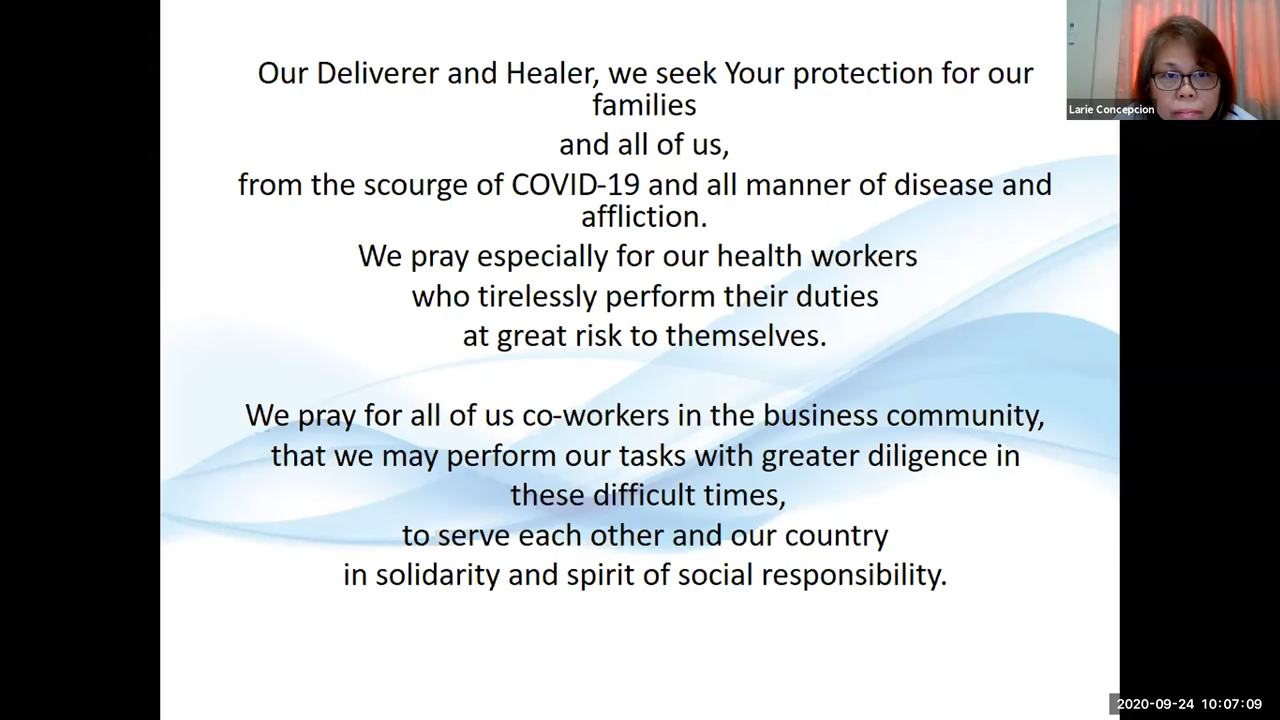 Our Deliverer and Healer, we seek Your protection for our
families
and all of us,
from the scourge of COVID-19 and all manner of disease and
affliction.
We pray especially for our health workers
who tirelessly perform their duties
at great risk to themselves.
We pray for all of us co-workers in the business community,
that we may perform our tasks with greater diligence in
these difficult times,
to serve each other and our country
in solidarity and spirit of social responsibility.
Larie Concepcion
2020-09-24 10:07:09